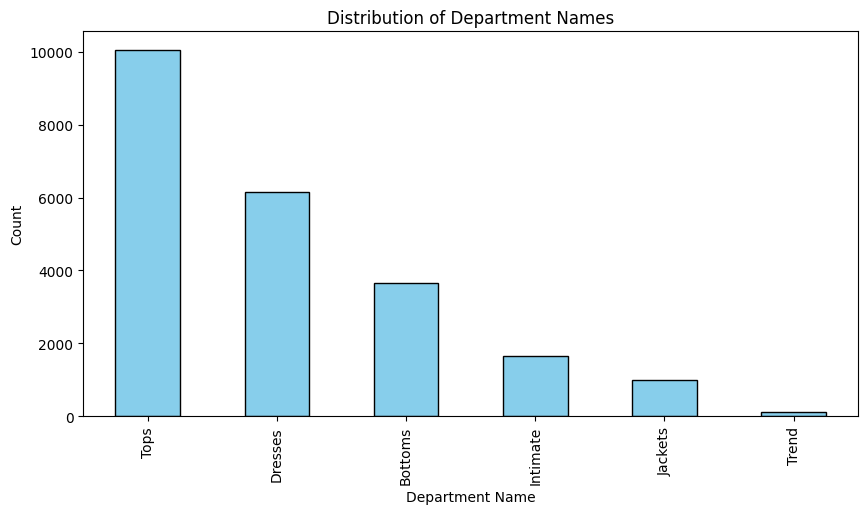 Distribution of Department Names
Count
10000
8000
6000
4000
2000
0
Tops
Dresses
Bottoms
Intimate
Jackets
Trend
Department Name